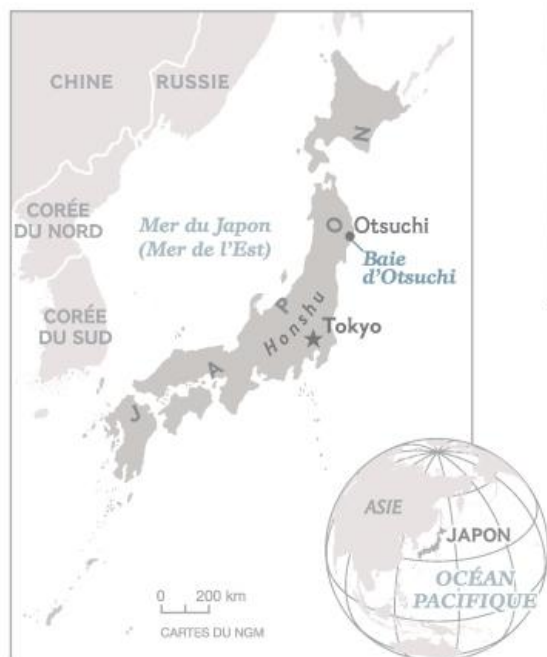 CHINE
RUSSIE
CORÉE
DU NORD
Mer du Japon
(Mer de l'Est)
Otsuchi
Baie
d'Otsuchi
CORÉE
DU SUD
JAPON
Honshu
Tokyo
ASIE
JAPON
OCÉAN
PACIFIQUE
0 200 km
CARTES DU NGM